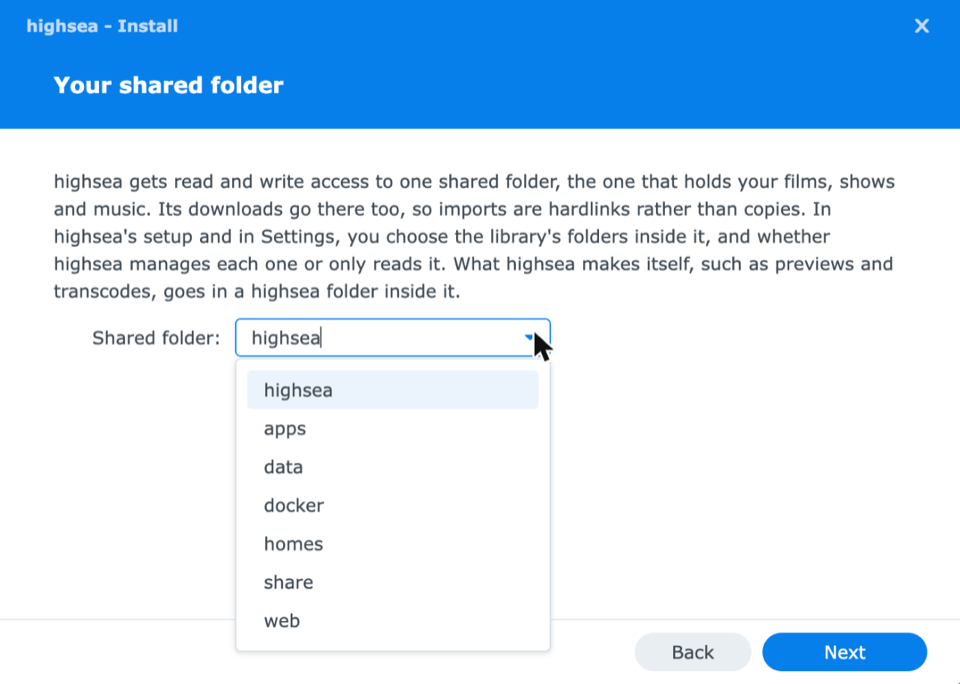 highsea - Install
Your shared folder
highsea gets read and write access to one shared folder, the one that holds your films, shows
and music. Its downloads go there too, so imports are hardlinks rather than copies. In
highsea's setup and in Settings, you choose the library's folders inside it, and whether
highsea manages each one or only reads it. What highsea makes itself, such as previews and
transcodes, goes in a highsea folder inside it.
Shared folder: highsea
highsea
apps
data
docker
homes
share
web
Back Next